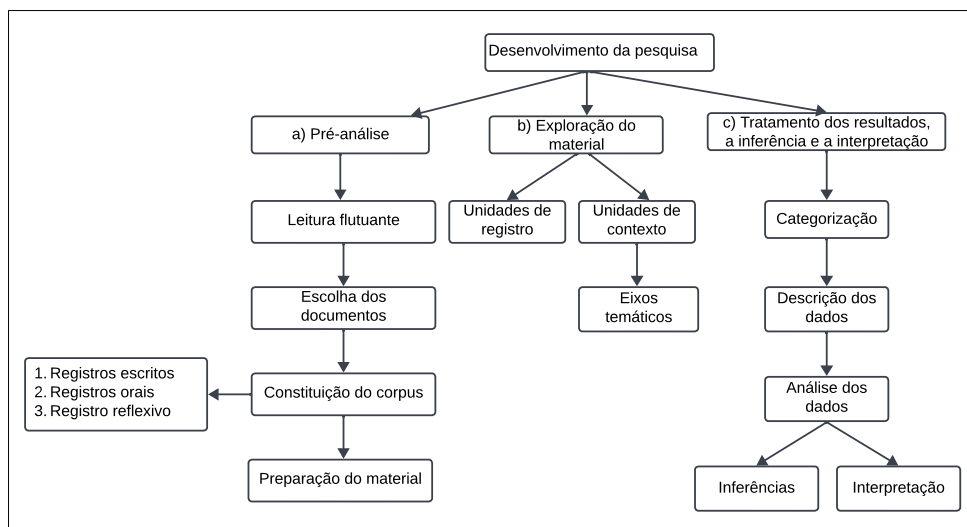 Desenvolvimento da pesquisa
a) Pré-análise
b) Exploração do
material
c) Tratamento dos resultados,
a inferência e a interpretação
Leitura flutuante
Unidades de
registro
Unidades de
contexto
Categorização
Escolha dos
documentos
Eixos
temáticos
Descrição dos
dados
1. Registros escritos
2. Registros orais
3. Registro reflexivo
Constituição do corpus
Análise dos
dados
Preparação do material
Inferências
Interpretação